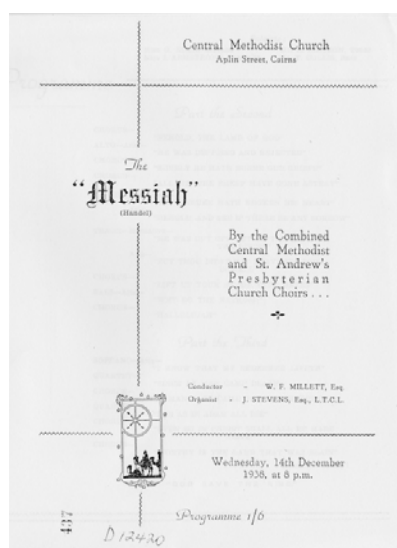 Central Methodist Church
Aplin Street, Cairns
The
"Messiah"
(Handel)
By the Combined
Central Methodist
and St. Andrew's
Presbyterian
Church Choirs . . .
Conductor - W. F. MILLETT, Esq.
Organist - J. STEVENS, Esq., L.T.C.L.
Wednesday, 14th December
1938, at 8 p.m.
Programme 1/6
437
D12420